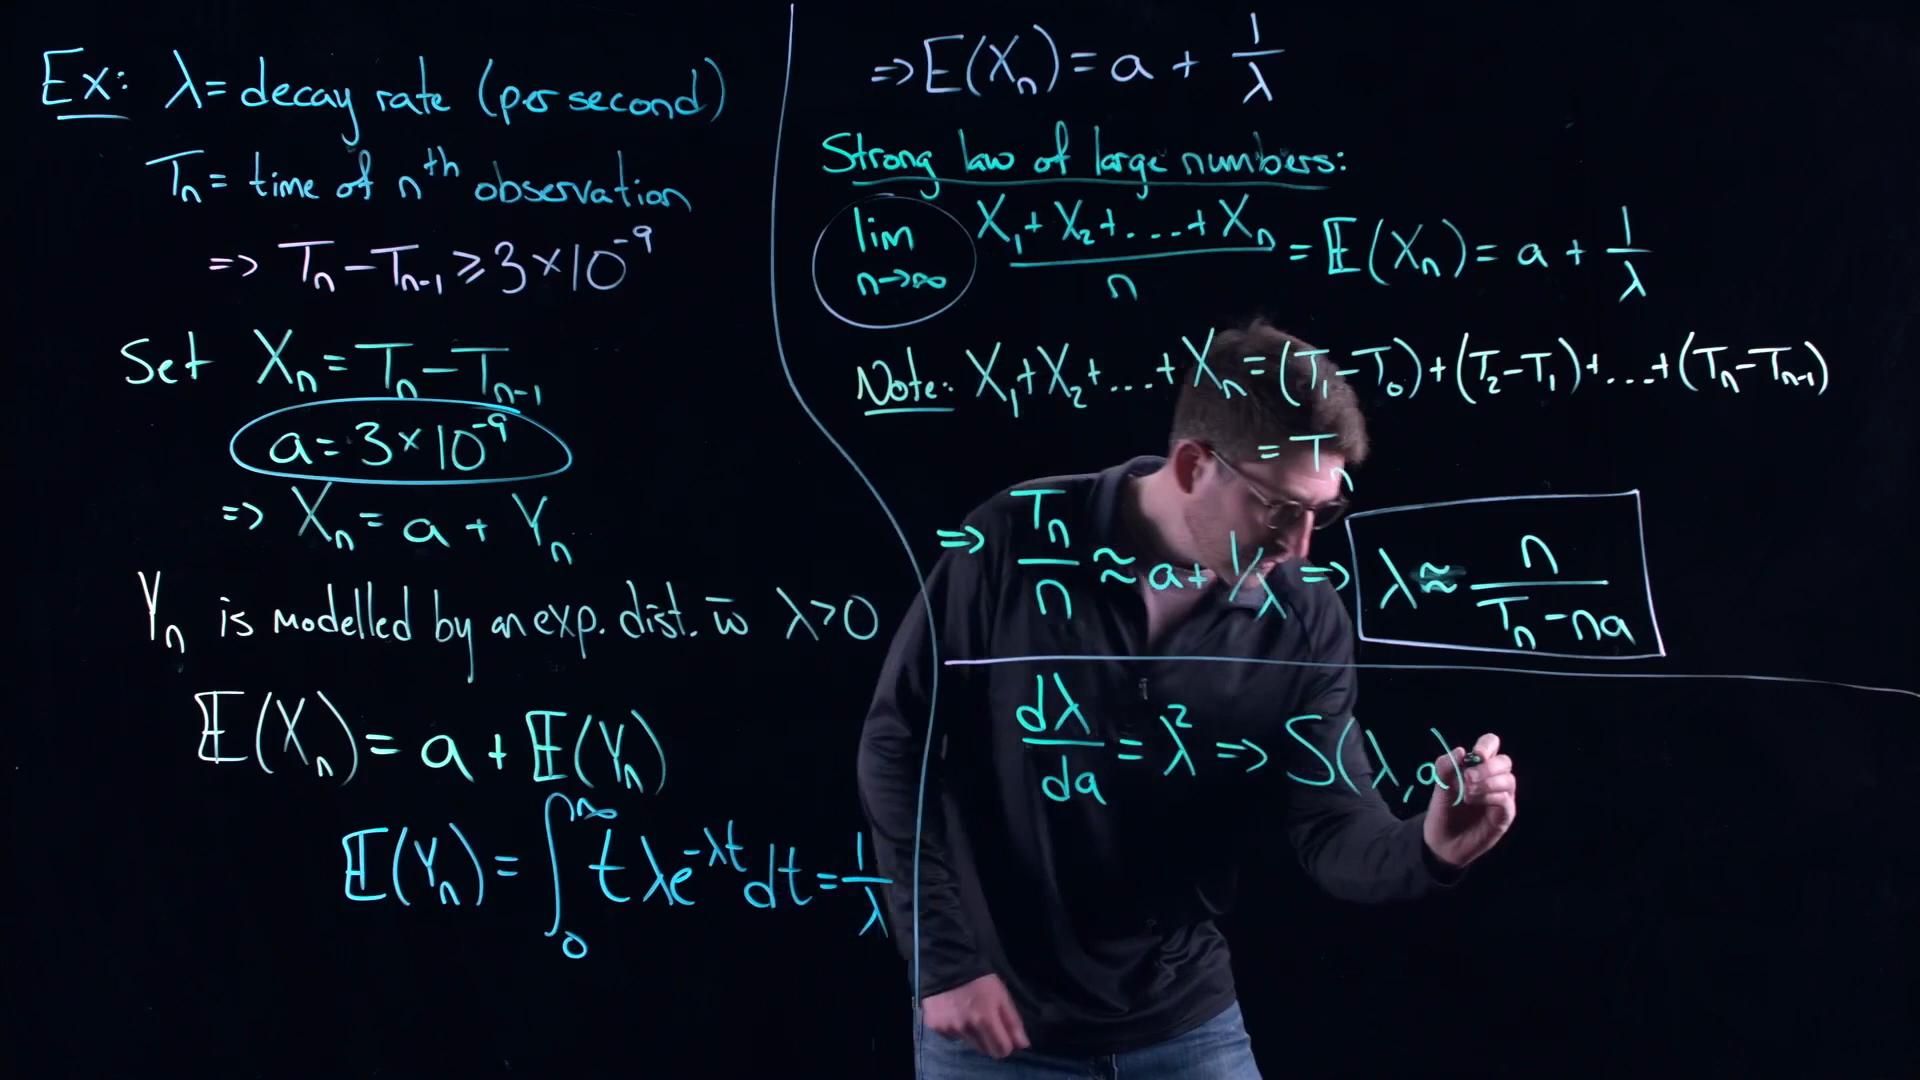 Ex: λ = decay rate (per second)
Tₙ = time of nᵗʰ observation
⇒ Tₙ − Tₙ₋₁ ⩾ 3 × 10⁻⁹
Set Xₙ = Tₙ − Tₙ₋₁
a = 3 × 10⁻⁹
⇒ Xₙ = a + Yₙ
Yₙ is modelled by an exp. dist. w̄ λ > 0
𝔼(Xₙ) = a + 𝔼(Yₙ)
𝔼(Yₙ) = ∫₀^∞ t λe^(−λt) dt = 1/λ
⇒ 𝔼(Xₙ) = a + 1/λ
Strong law of large numbers:
lim n→∞ (X₁ + X₂ + ... + Xₙ)/n = 𝔼(Xₙ) = a + 1/λ
Note: X₁ + X₂ + ... + Xₙ = (T₁ − T₀) + (T₂ − T₁) + ... + (Tₙ − Tₙ₋₁)
= Tₙ
⇒ Tₙ/n ≈ a + 1/λ ⇒ λ ≈ n/(Tₙ − na)
dλ/da = λ² ⇒ S(λ, a)